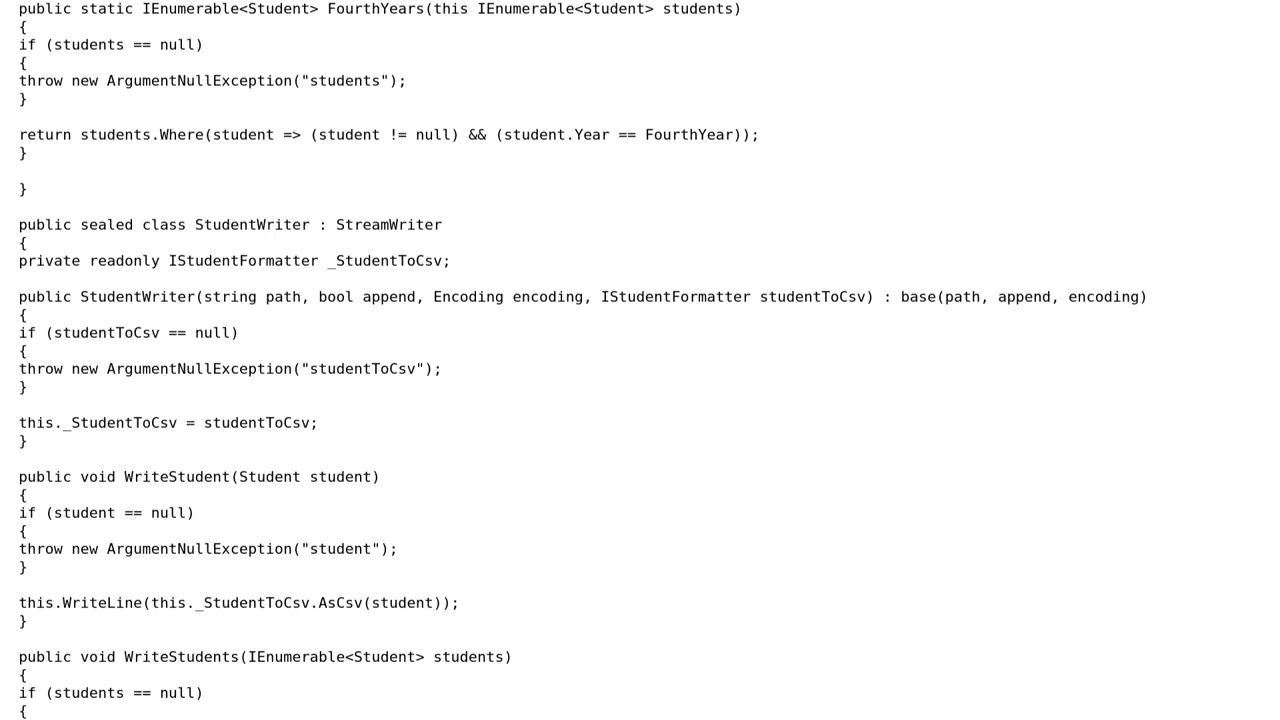 public static IEnumerable<Student> FourthYears(this IEnumerable<Student> students)
{
if (students == null)
{
throw new ArgumentNullException("students");
}
return students.Where(student => (student != null) && (student.Year == FourthYear));
}
}
public sealed class StudentWriter : StreamWriter
{
private readonly IStudentFormatter _StudentToCsv;
public StudentWriter(string path, bool append, Encoding encoding, IStudentFormatter studentToCsv) : base(path, append, encoding)
{
if (studentToCsv == null)
{
throw new ArgumentNullException("studentToCsv");
}
this._StudentToCsv = studentToCsv;
}
public void WriteStudent(Student student)
{
if (student == null)
{
throw new ArgumentNullException("student");
}
this.WriteLine(this._StudentToCsv.AsCsv(student));
}
public void WriteStudents(IEnumerable<Student> students)
{
if (students == null)
{